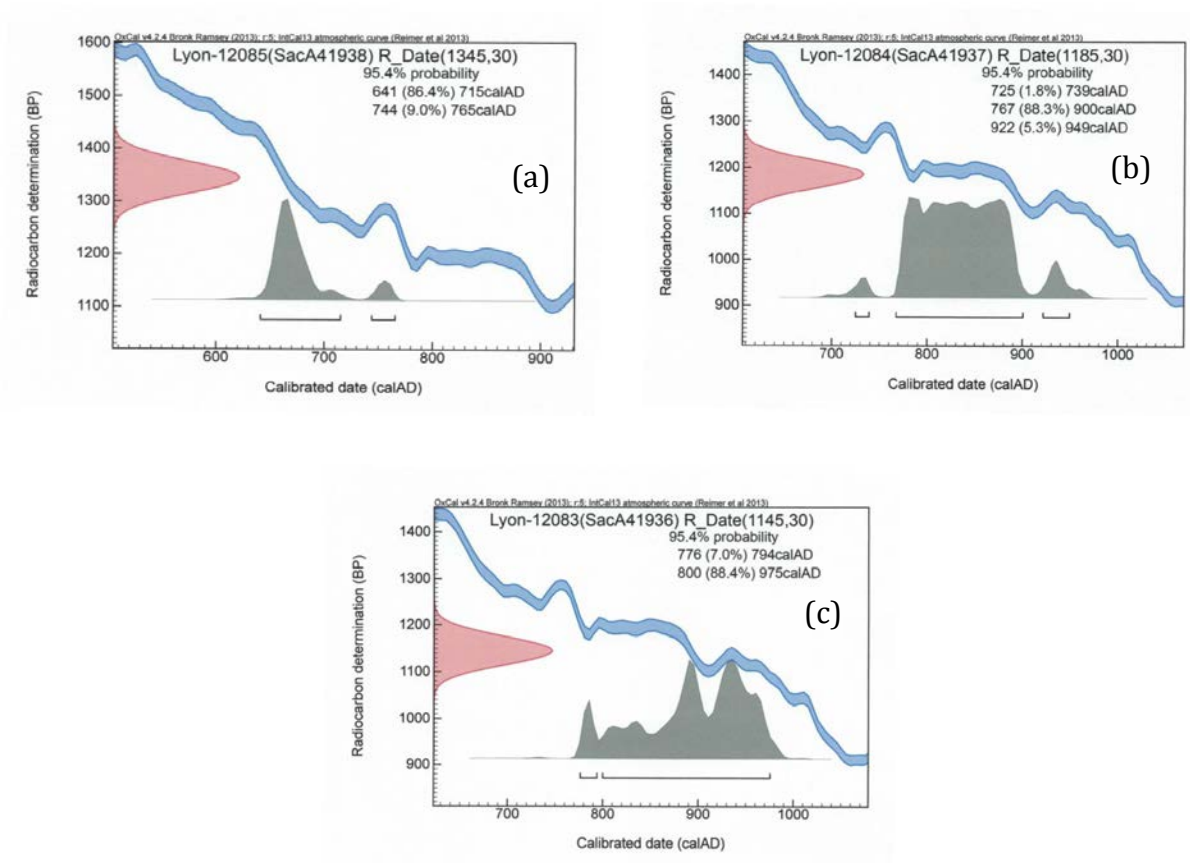 OxCal v4.2.4 Bronk Ramsey (2013); r:5; IntCal13 atmospheric curve (Reimer et al 2013)
Lyon-12085(SacA41938) R_Date(1345,30)
95.4% probability
641 (86.4%) 715calAD
744 (9.0%) 765calAD
(a)
Radiocarbon determination (BP)
1600
1500
1400
1300
1200
1100
600 700 800 900
Calibrated date (calAD)
OxCal v4.2.4 Bronk Ramsey (2013); r:5; IntCal13 atmospheric curve (Reimer et al 2013)
Lyon-12084(SacA41937) R_Date(1185,30)
95.4% probability
725 (1.8%) 739calAD
767 (88.3%) 900calAD
922 (5.3%) 949calAD
(b)
Radiocarbon determination (BP)
1400
1300
1200
1100
1000
900
700 800 900 1000
Calibrated date (calAD)
OxCal v4.2.4 Bronk Ramsey (2013); r:5; IntCal13 atmospheric curve (Reimer et al 2013)
Lyon-12083(SacA41936) R_Date(1145,30)
95.4% probability
776 (7.0%) 794calAD
800 (88.4%) 975calAD
(c)
Radiocarbon determination (BP)
1400
1300
1200
1100
1000
900
700 800 900 1000
Calibrated date (calAD)